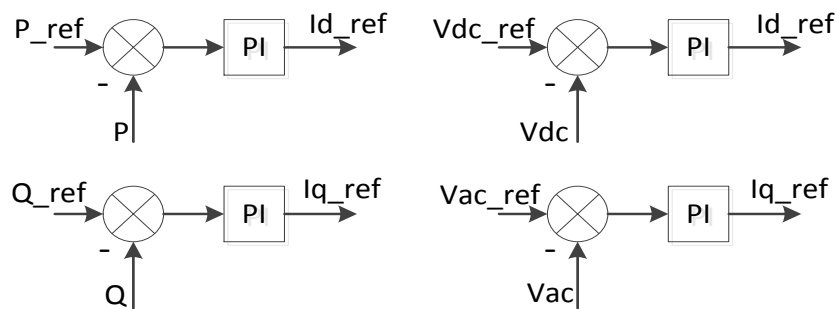 P_ref
PI
Id_ref
-
P
Vdc_ref
PI
Id_ref
-
Vdc
Q_ref
PI
Iq_ref
-
Q
Vac_ref
PI
Iq_ref
-
Vac